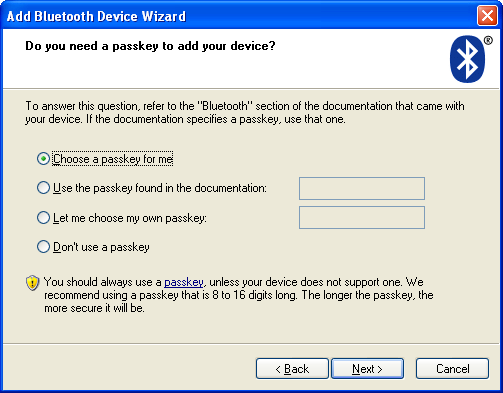 Add Bluetooth Device Wizard
Do you need a passkey to add your device?
®
To answer this question, refer to the "Bluetooth" section of the documentation that came with
your device. If the documentation specifies a passkey, use that one.
Choose a passkey for me
Use the passkey found in the documentation:
Let me choose my own passkey:
Don't use a passkey
You should always use a passkey, unless your device does not support one. We
recommend using a passkey that is 8 to 16 digits long. The longer the passkey, the
more secure it will be.
< Back
Next >
Cancel